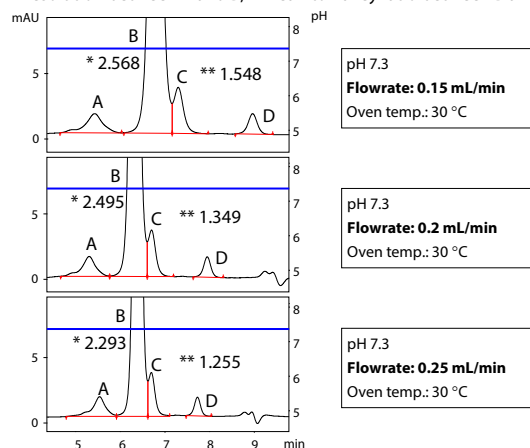 mAU
pH
B
* 2.568
** 1.548
A
C
D
5
0
8
7
6
5
pH 7.3
Flowrate: 0.15 mL/min
Oven temp.: 30 °C
B
* 2.495
** 1.349
A
C
D
5
0
8
7
6
5
pH 7.3
Flowrate: 0.2 mL/min
Oven temp.: 30 °C
B
* 2.293
** 1.255
A
C
D
5
0
8
7
6
5
pH 7.3
Flowrate: 0.25 mL/min
Oven temp.: 30 °C
5 6 7 8 9 min